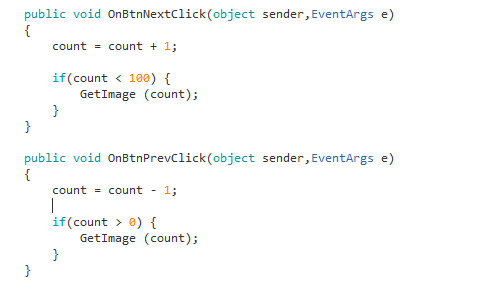 public void OnBtnNextClick(object sender,EventArgs e)
{
    count = count + 1;

    if(count < 100) {
        GetImage (count);
    }
}

public void OnBtnPrevClick(object sender,EventArgs e)
{
    count = count - 1;

    if(count > 0) {
        GetImage (count);
    }
}